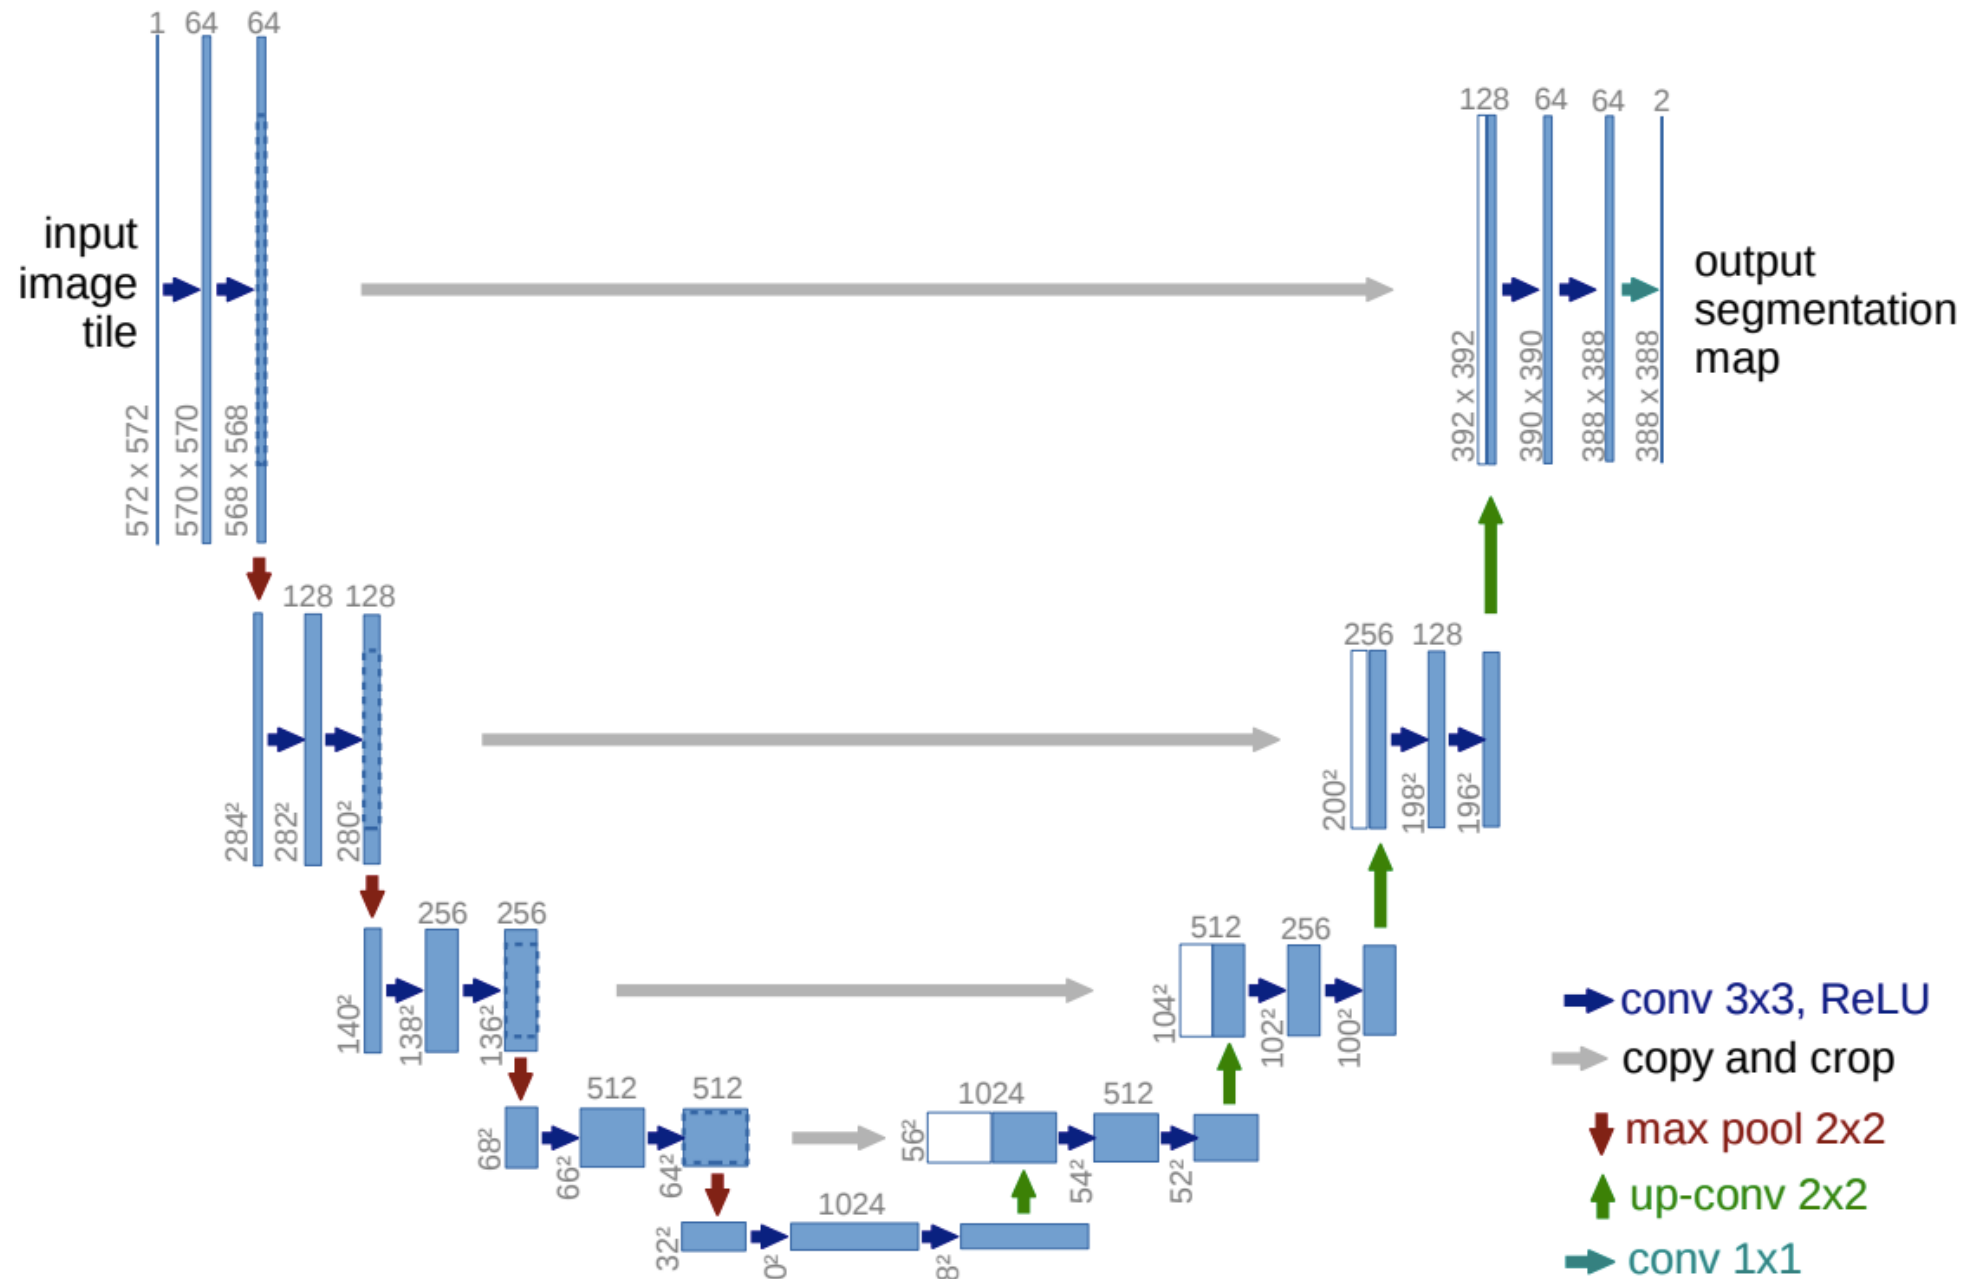 1 64 64
input
image
tile
572 x 572
570 x 570
568 x 568
128 64 64 2
392 x 392
390 x 390
388 x 388
388 x 388
output
segmentation
map
128 128
284²
282²
280²
256 128
200²
198²
196²
256 256
140²
138²
136²
512 256
104²
102²
100²
512 512
68²
66²
64²
1024 512
56²
54²
52²
1024
32²
conv 3x3, ReLU
copy and crop
max pool 2x2
up-conv 2x2
conv 1x1